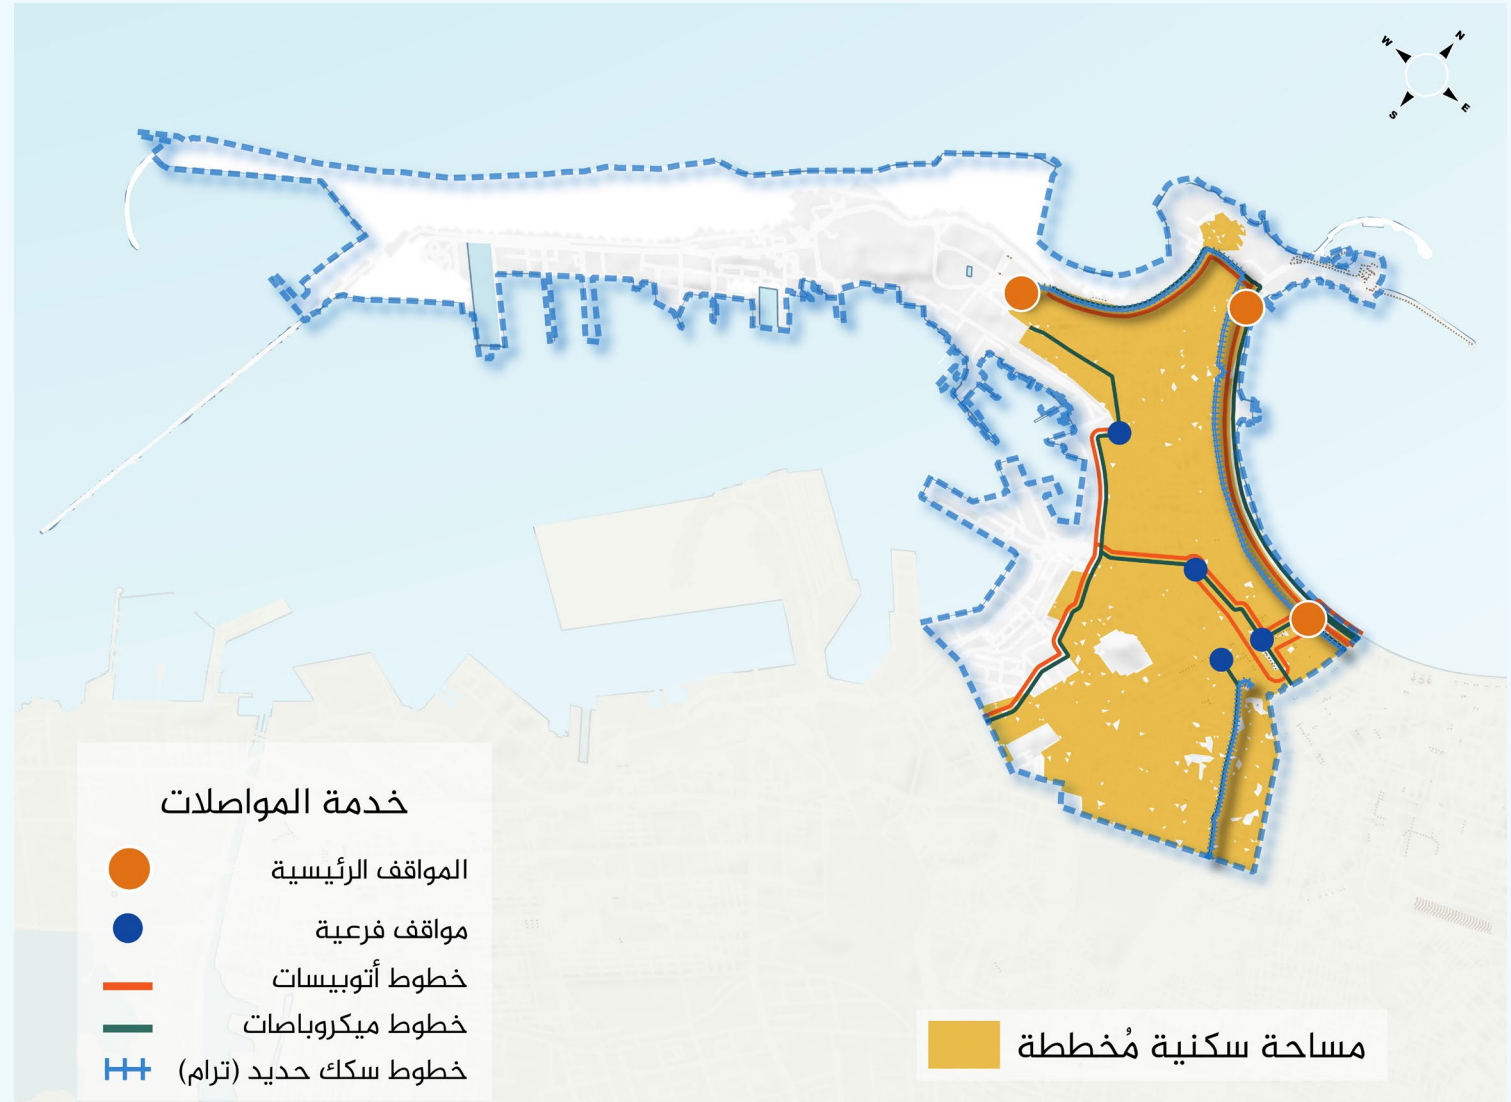 N
W
E
S
خدمة المواصلات
المواقف الرئيسية
مواقف فرعية
خطوط أتوبيسات
خطوط ميكروباصات
خطوط سكك حديد (ترام)
مساحة سكنية مُخططة